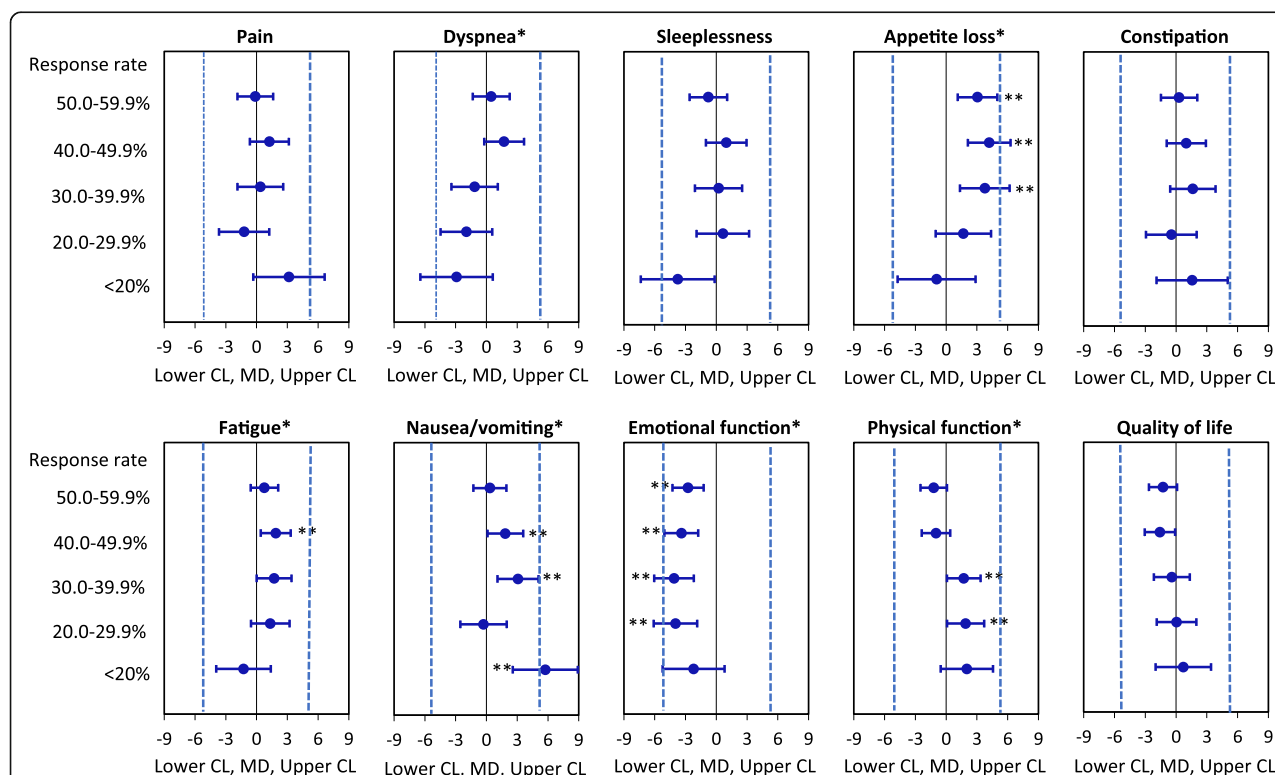 Pain Dyspnea* Sleeplessness Appetite loss* Constipation
Response rate
50.0-59.9% **
40.0-49.9% **
30.0-39.9% **
20.0-29.9%
<20%
-9 -6 -3 0 3 6 9 -9 -6 -3 0 3 6 9 -9 -6 -3 0 3 6 9 -9 -6 -3 0 3 6 9 -9 -6 -3 0 3 6 9
Lower CL, MD, Upper CL Lower CL, MD, Upper CL Lower CL, MD, Upper CL Lower CL, MD, Upper CL Lower CL, MD, Upper CL
Fatigue* Nausea/vomiting* Emotional function* Physical function* Quality of life
Response rate
50.0-59.9% **
40.0-49.9% ** ** **
30.0-39.9% ** ** **
20.0-29.9% ** **
<20% **
-9 -6 -3 0 3 6 9 -9 -6 -3 0 3 6 9 -9 -6 -3 0 3 6 9 -9 -6 -3 0 3 6 9 -9 -6 -3 0 3 6 9
Lower CL, MD, Upper CL Lower CL, MD, Upper CL Lower CL, MD, Upper CL Lower CL, MD, Upper CL Lower CL, MD, Upper CL